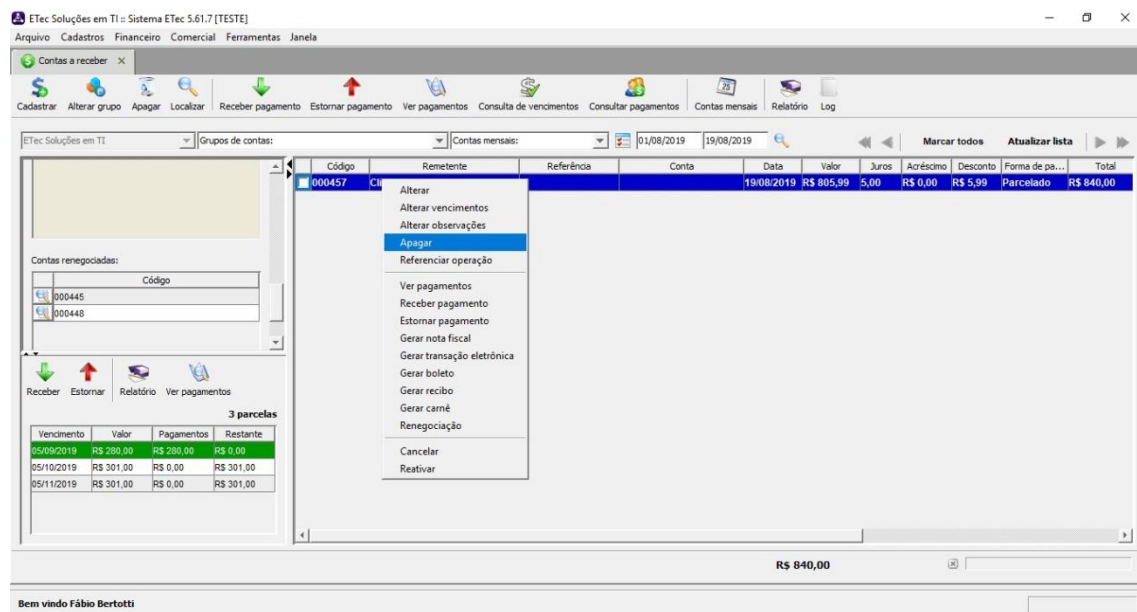 ETec Soluções em TI :: Sistema ETec 5.61.7 [TESTE]
Arquivo Cadastros Financeiro Comercial Ferramentas Janela
Contas a receber
Cadastrar Alterar grupo Apagar Localizar Receber pagamento Estornar pagamento Ver pagamentos Consulta de vencimentos Consultar pagamentos Contas mensais Relatório Log
ETec Soluções em TI Grupos de contas: Contas mensais: 01/08/2019 19/08/2019 Marcar todos Atualizar lista
Código Remetente Referência Conta Data Valor Juros Acréscimo Desconto Forma de pa... Total
000457 Cli 19/08/2019 R$ 805,99 5,00 R$ 0,00 R$ 5,99 Parcelado R$ 840,00
Alterar
Alterar vencimentos
Alterar observações
Apagar
Referenciar operação
Ver pagamentos
Receber pagamento
Estornar pagamento
Gerar nota fiscal
Gerar transação eletrônica
Gerar boleto
Gerar recibo
Gerar carnê
Renegociação
Cancelar
Reativar
Contas renegociadas:
Código
000445
000448
Receber Estornar Relatório Ver pagamentos
3 parcelas
Vencimento Valor Pagamentos Restante
05/09/2019 R$ 280,00 R$ 280,00 R$ 0,00
05/10/2019 R$ 301,00 R$ 0,00 R$ 301,00
05/11/2019 R$ 301,00 R$ 0,00 R$ 301,00
R$ 840,00
Bem vindo Fábio Bertotti